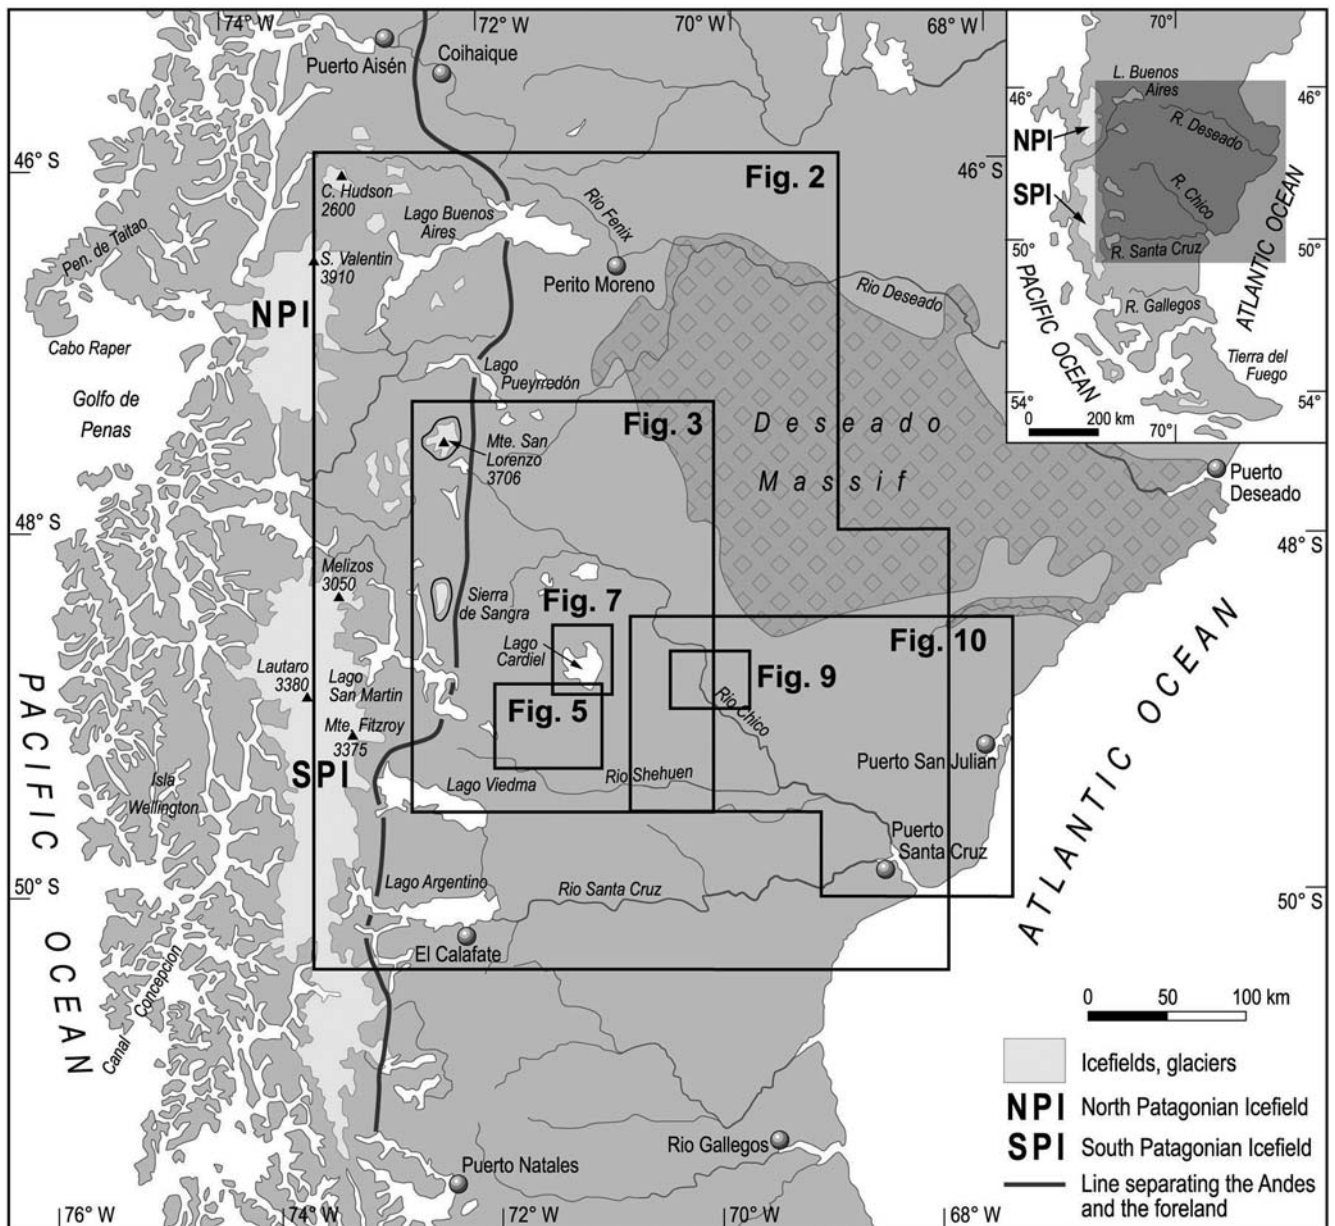 74° W
72° W
70° W
68° W
Puerto Aisén
Coihaique
46° S
46° S
C. Hudson
2600
Lago Buenos
Aires
Rio Fenix
Fig. 2
Pen. de Taitao
S. Valentin
3910
NPI
Perito Moreno
Rio Deseado
Cabo Raper
Golfo de
Penas
Lago
Pueyrredón
Fig. 3
Deseado
Massif
Mte. San
Lorenzo
3706
Puerto
Deseado
48° S
48° S
Melizos
3050
Sierra
de Sangra
Fig. 7
Lago
Cardiel
Fig. 10
Fig. 9
Lautaro
3380
Lago
San Martin
Fig. 5
Rio Chico
Mte. Fitzroy
3375
SPI
Puerto San Julian
Lago Viedma
Rio Shehuen
Isla
Wellington
PACIFIC OCEAN
ATLANTIC OCEAN
Puerto
Santa Cruz
Lago Argentino
Rio Santa Cruz
50° S
50° S
El Calafate
Canal Concepcion
Rio Gallegos
Puerto Natales
76° W
74° W
72° W
70° W
68° W
70°
L. Buenos
Aires
46°
46°
NPI
R. Deseado
SPI
R. Chico
50°
50°
R. Santa Cruz
R. Gallegos
PACIFIC OCEAN
ATLANTIC OCEAN
Tierra del
Fuego
54°
54°
0 200 km
70°
0 50 100 km
Icefields, glaciers
NPI North Patagonian Icefield
SPI South Patagonian Icefield
Line separating the Andes
and the foreland